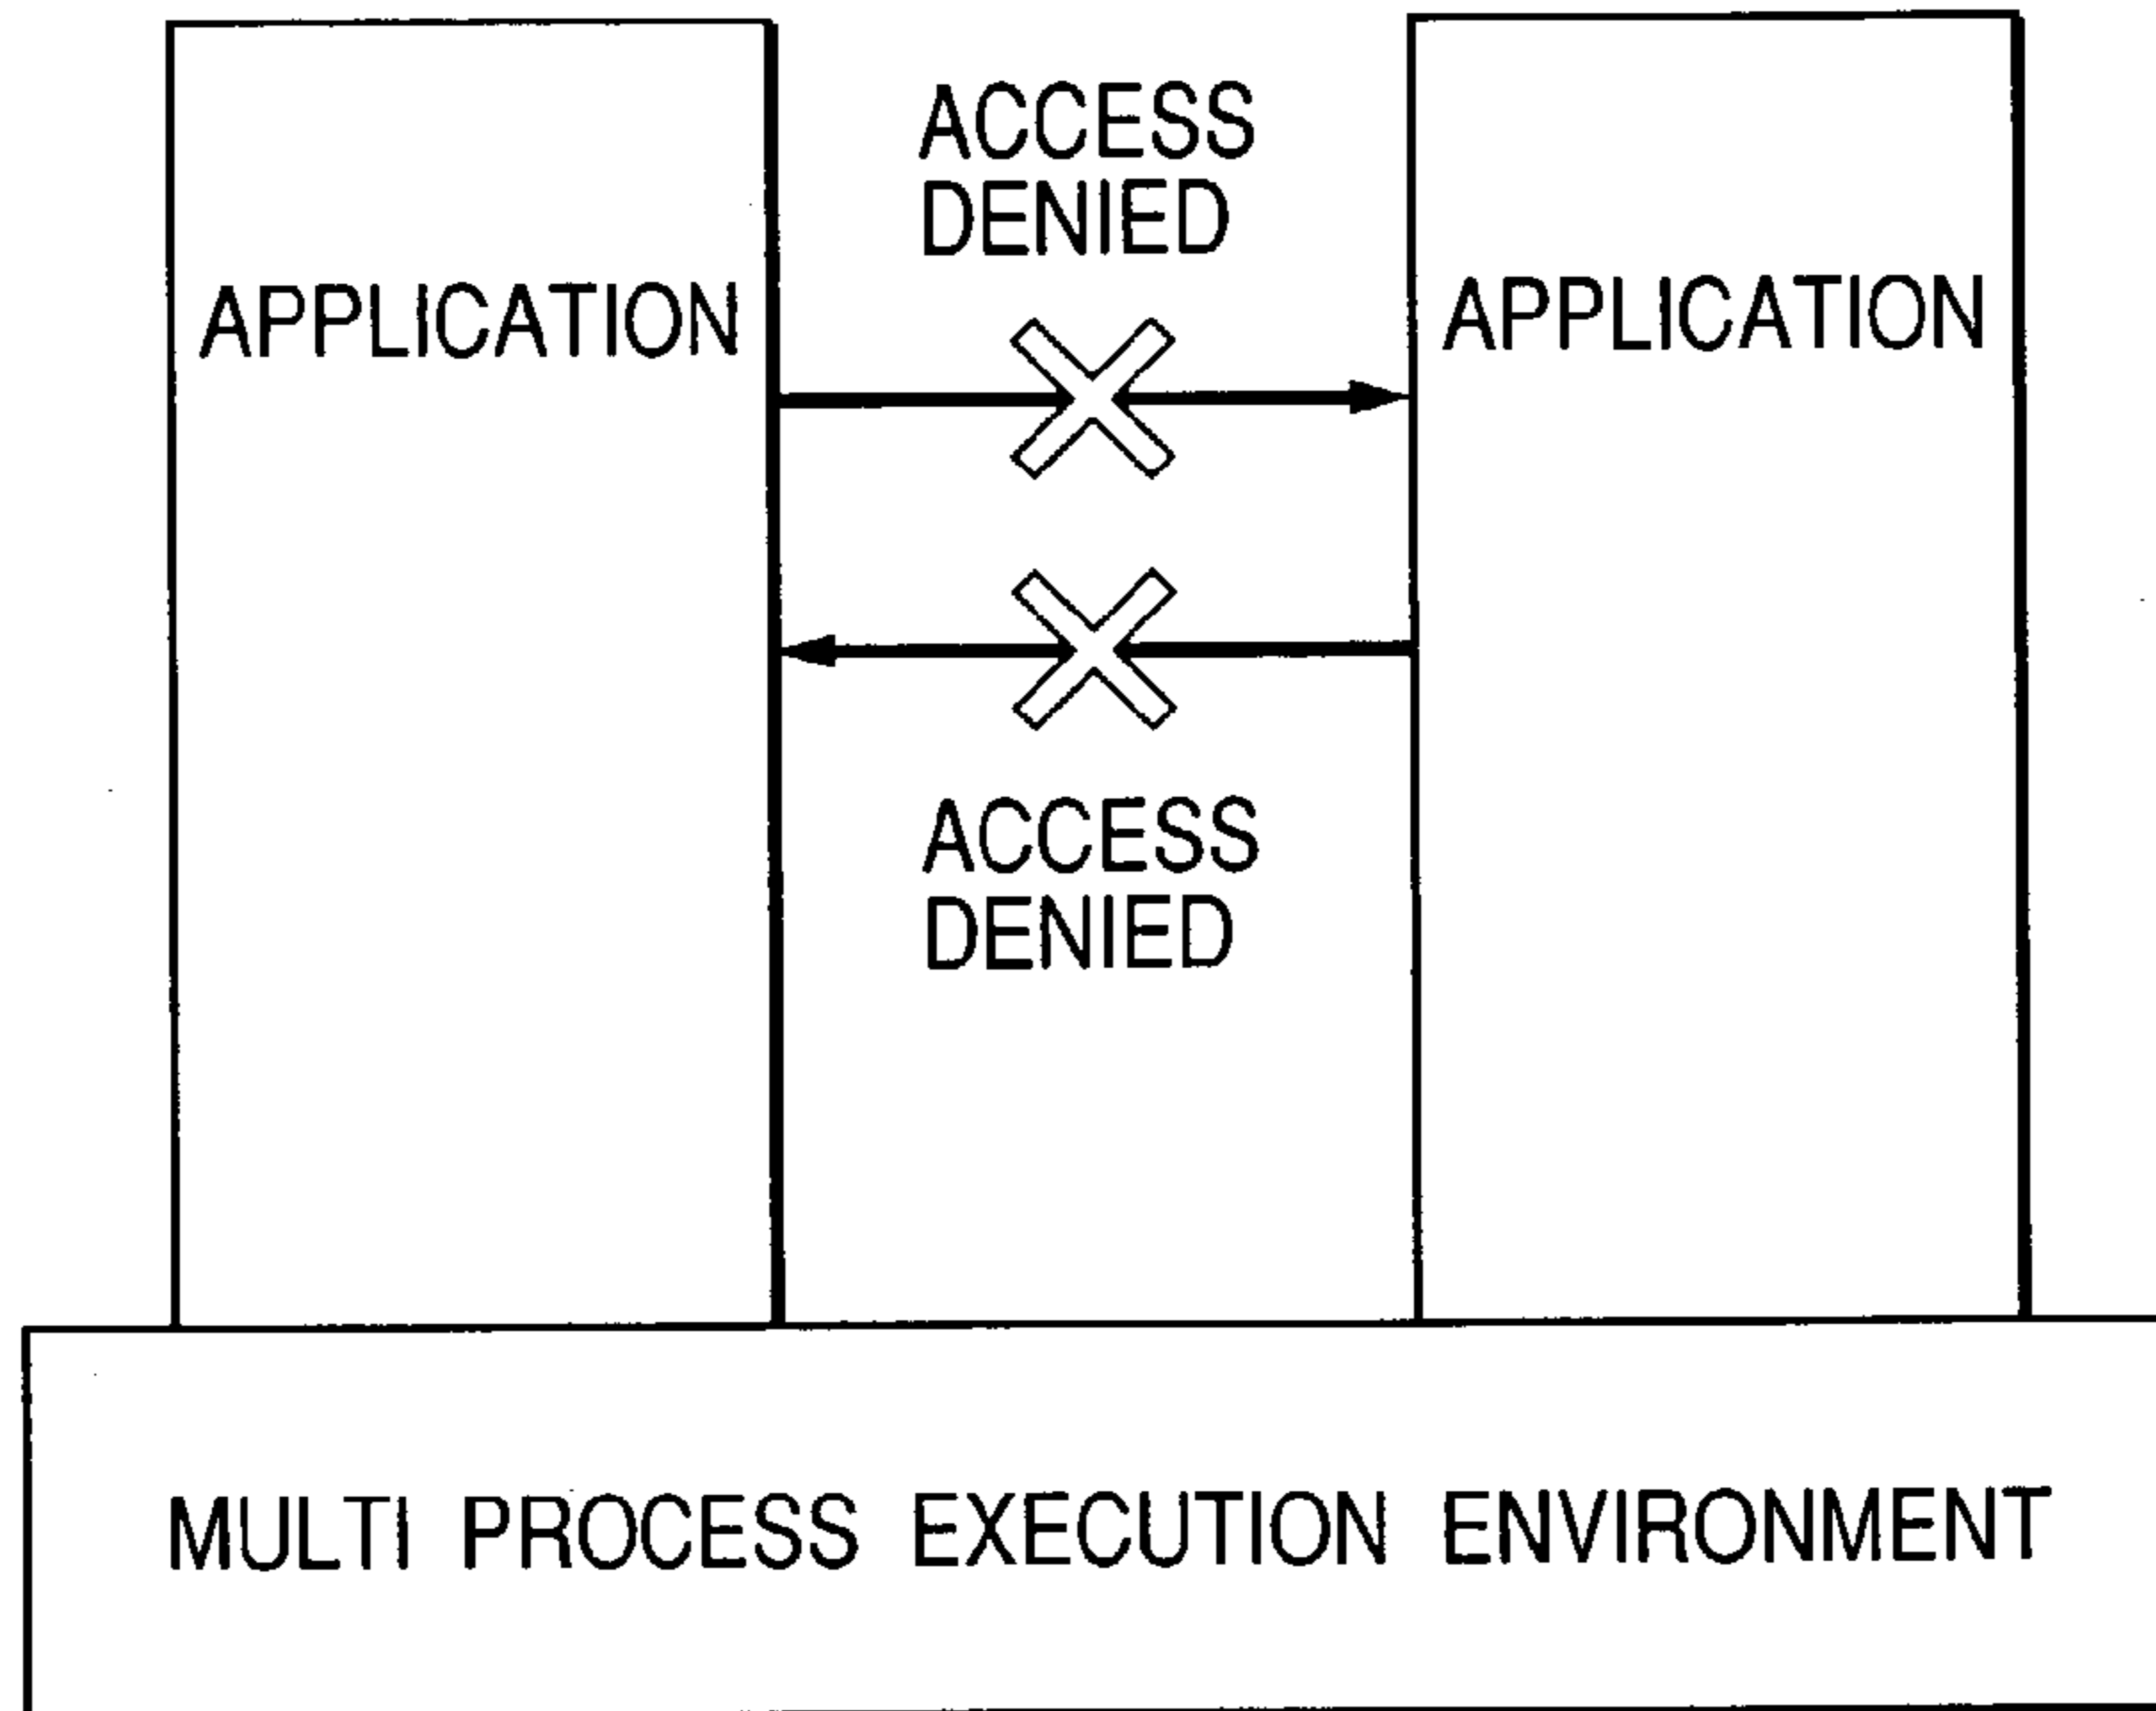 ACCESS
DENIED
APPLICATION
APPLICATION
ACCESS
DENIED
MULTI PROCESS EXECUTION ENVIRONMENT